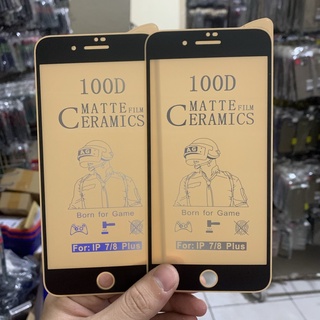 100D
MATTE FILM
CERAMICS
Born for Game
For: IP 7/8 Plus
100D
MATTE FILM
CERAMICS
Born for Game
For: IP 7/8 Plus